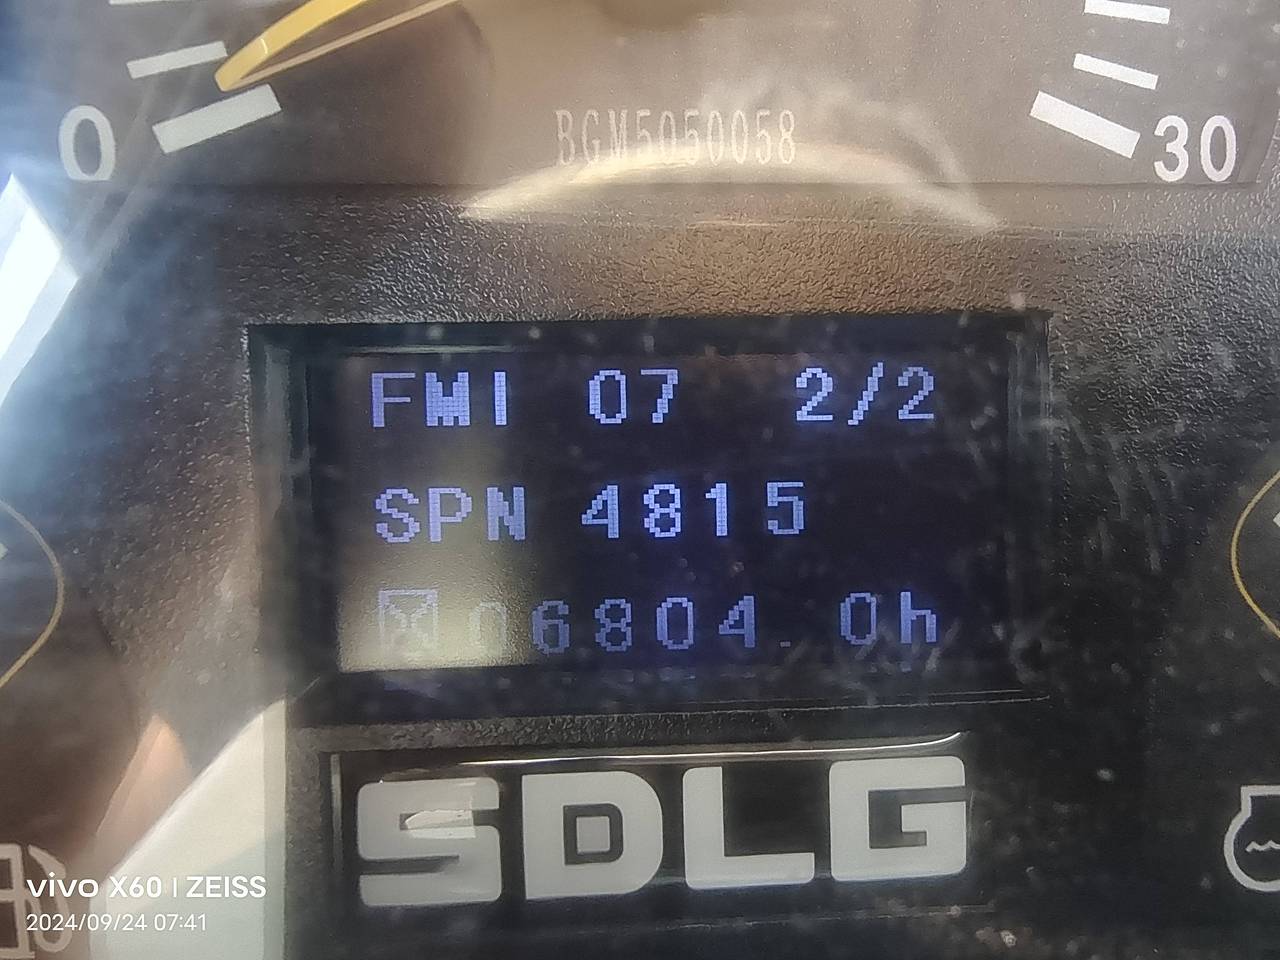 0
BGM5050058
30
FMI 07 2/2
SPN 4815
06804.0h
SDLG
vivo X60 | ZEISS
2024/09/24 07:41